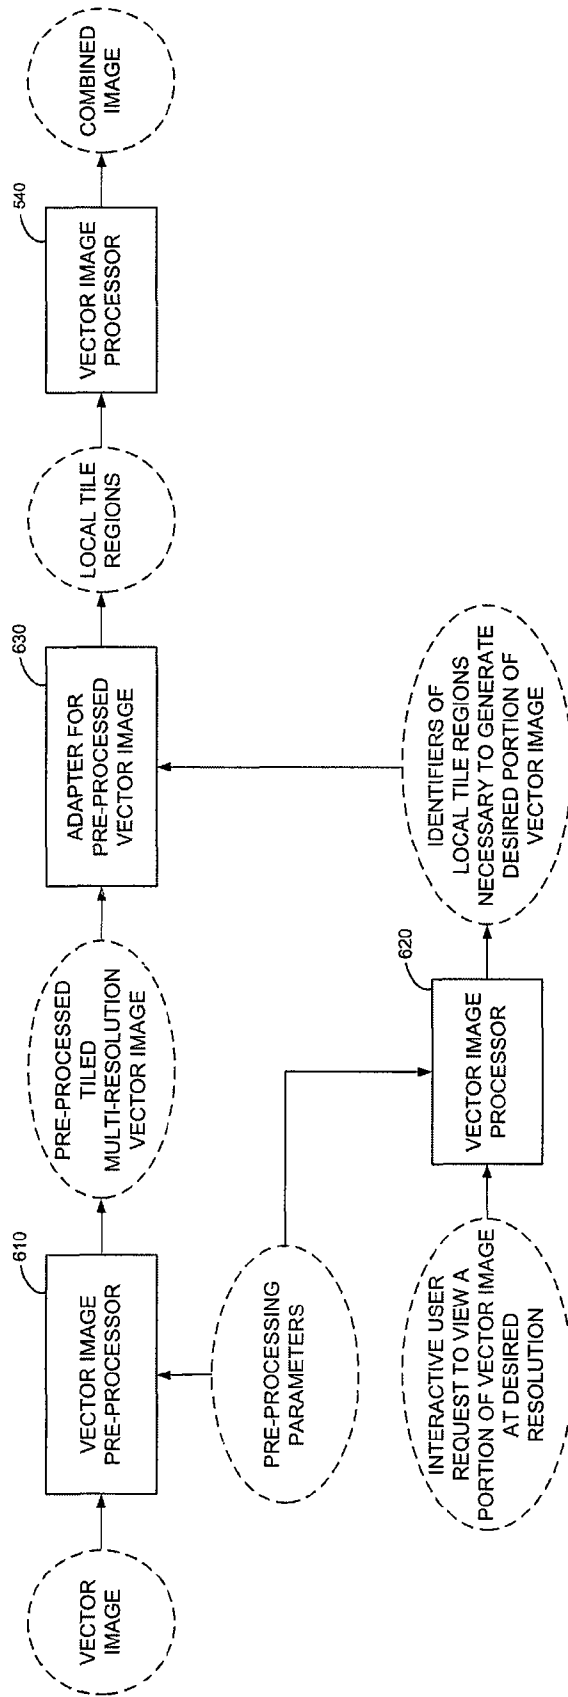 VECTOR
IMAGE
610
VECTOR IMAGE
PRE-PROCESSOR
PRE-PROCESSED
TILED
MULTI-RESOLUTION
VECTOR IMAGE
630
ADAPTER FOR
PRE-PROCESSED
VECTOR IMAGE
LOCAL TILE
REGIONS
540
VECTOR IMAGE
PROCESSOR
COMBINED
IMAGE
PRE-PROCESSING
PARAMETERS
INTERACTIVE USER
REQUEST TO VIEW A
PORTION OF VECTOR IMAGE
AT DESIRED
RESOLUTION
620
VECTOR IMAGE
PROCESSOR
IDENTIFIERS OF
LOCAL TILE REGIONS
NECESSARY TO GENERATE
DESIRED PORTION OF
VECTOR IMAGE